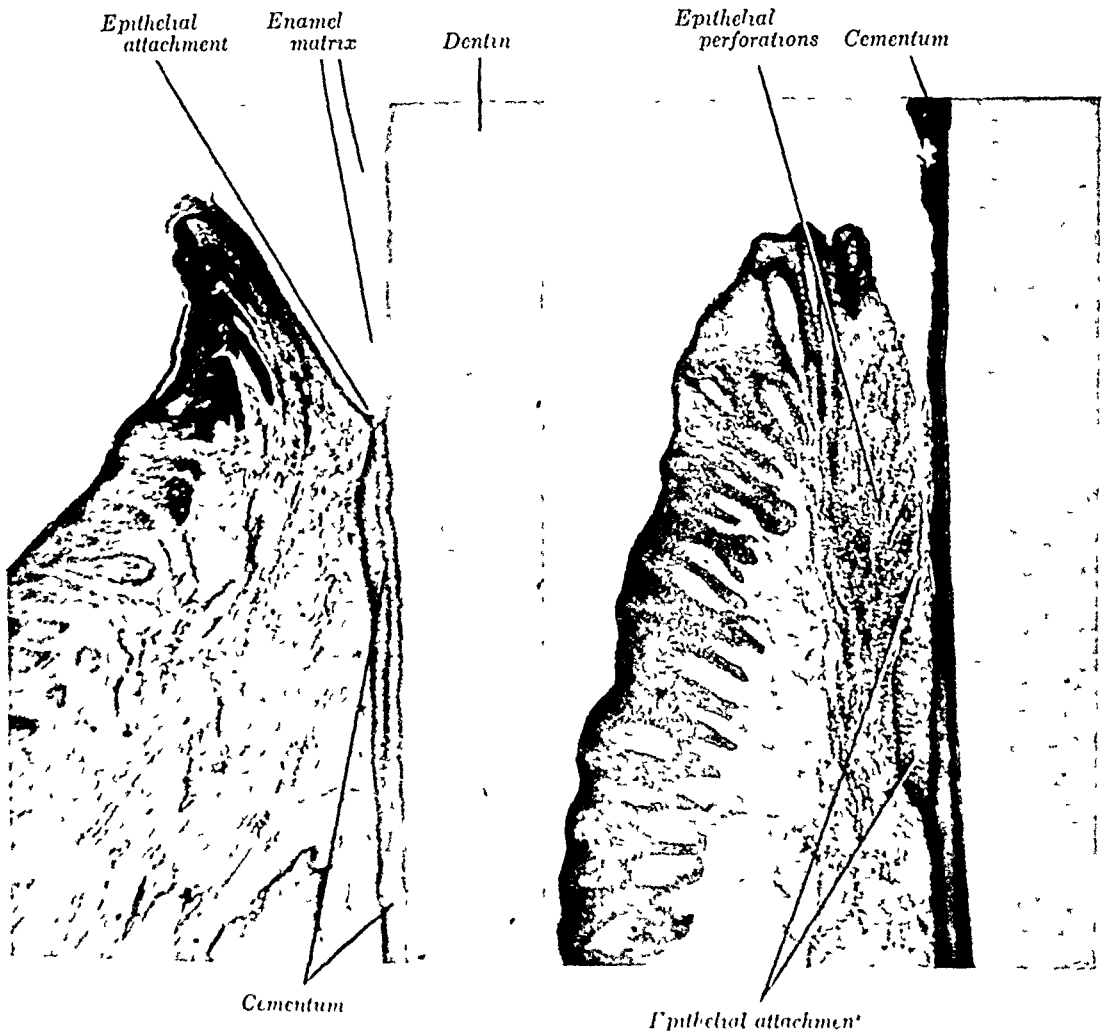 Epithelial
attachment
Enamel
matrix
Dentin
Epithelial
perforations
Cementum
Cementum
Epithelial attachment